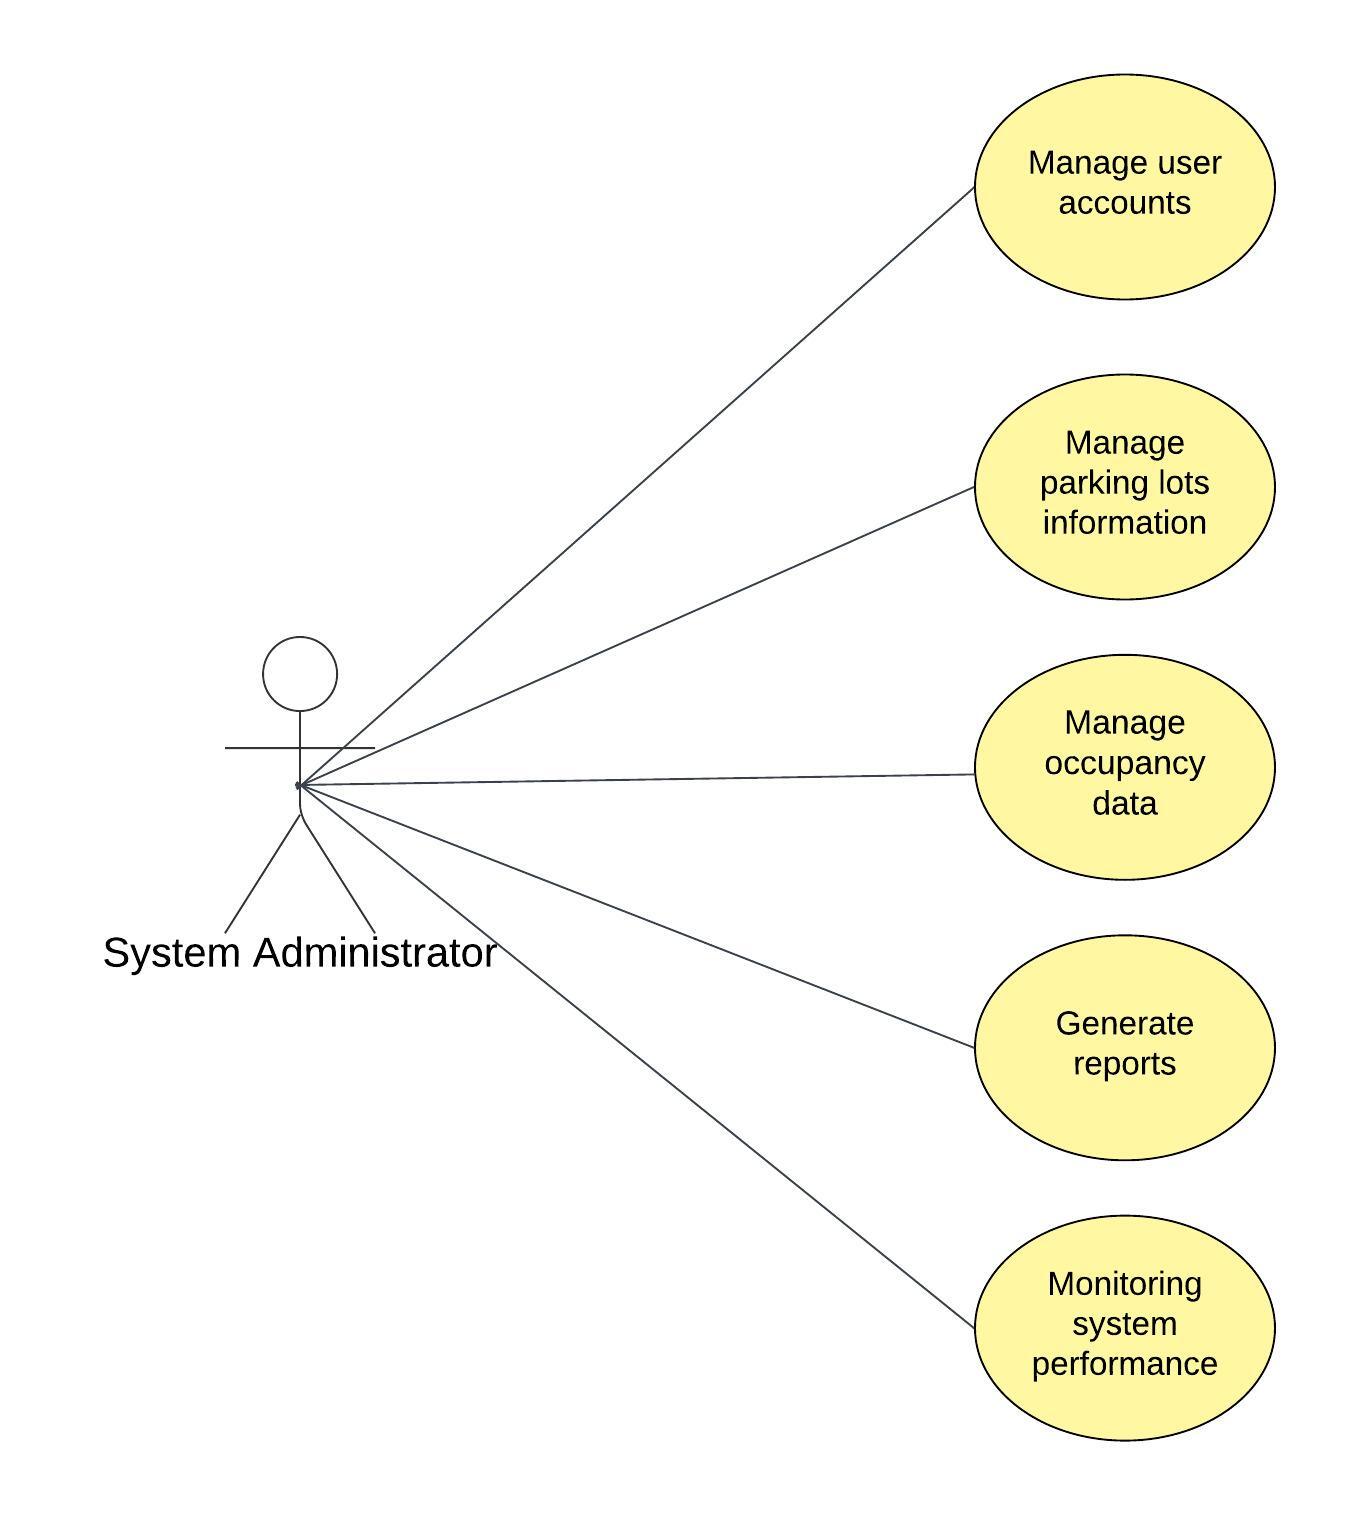 Manage user
accounts
Manage
parking lots
information
Manage
occupancy
data
System Administrator
Generate
reports
Monitoring
system
performance